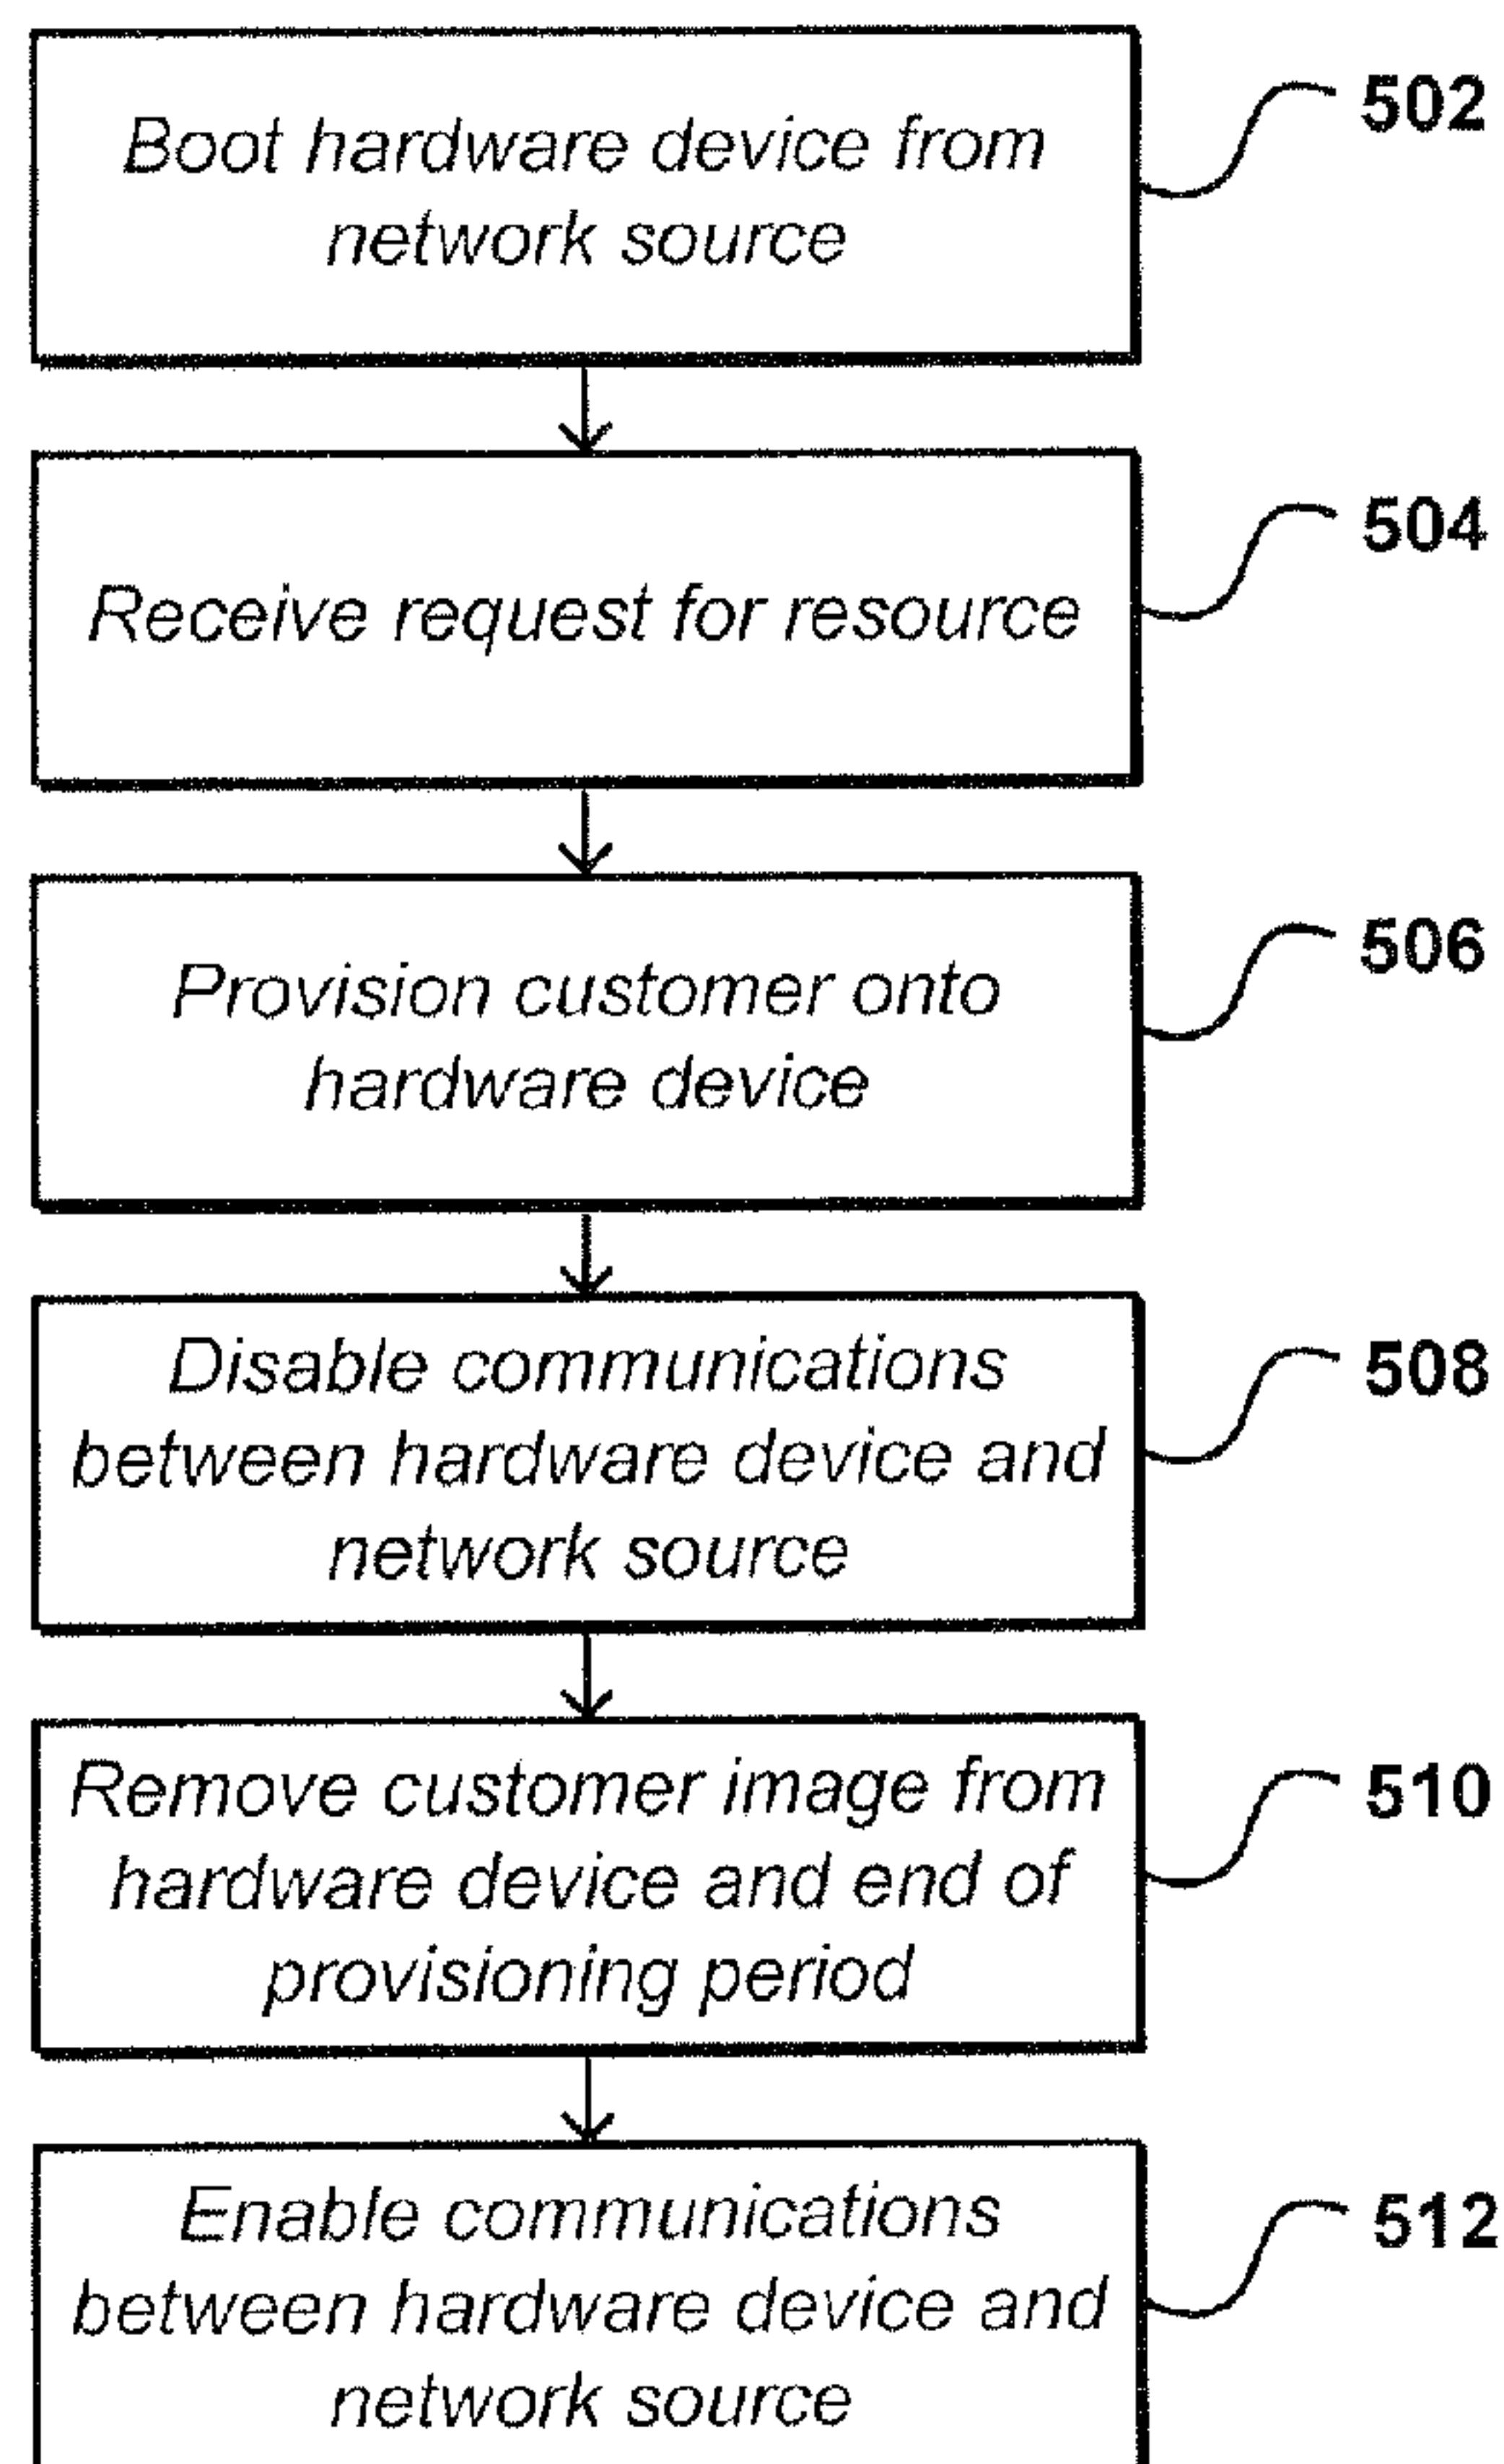 Boot hardware device from
network source
502
Receive request for resource
504
Provision customer onto
hardware device
506
Disable communications
between hardware device and
network source
508
Remove customer image from
hardware device and end of
provisioning period
510
Enable communications
between hardware device and
network source
512